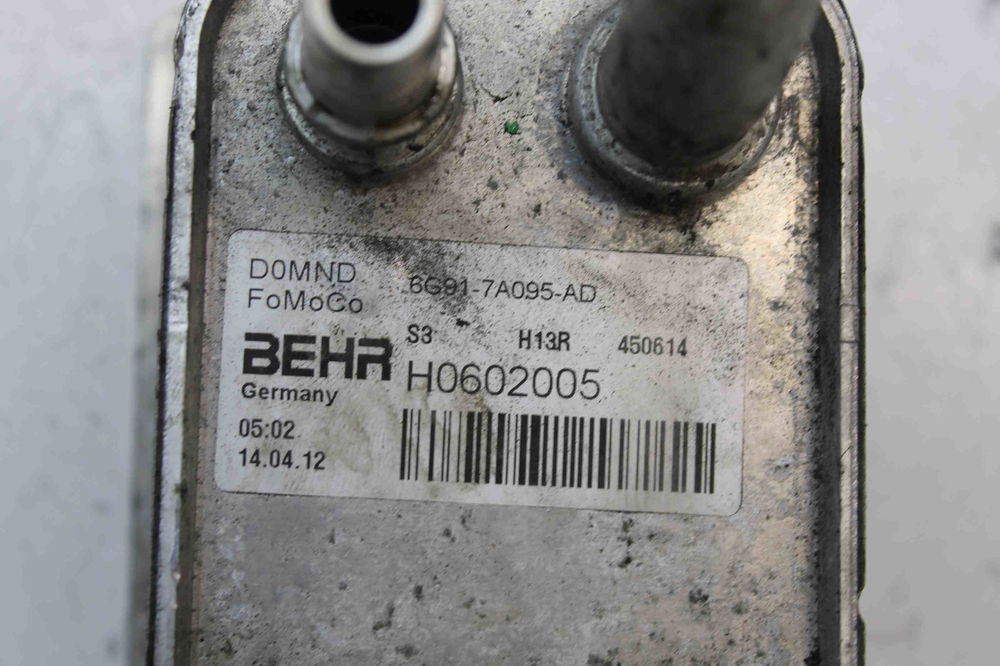 D0MND 6G91-7A095-AD
FoMoCo
S3 H13R 450614
BEHR H0602005
Germany
05:02
14.04.12